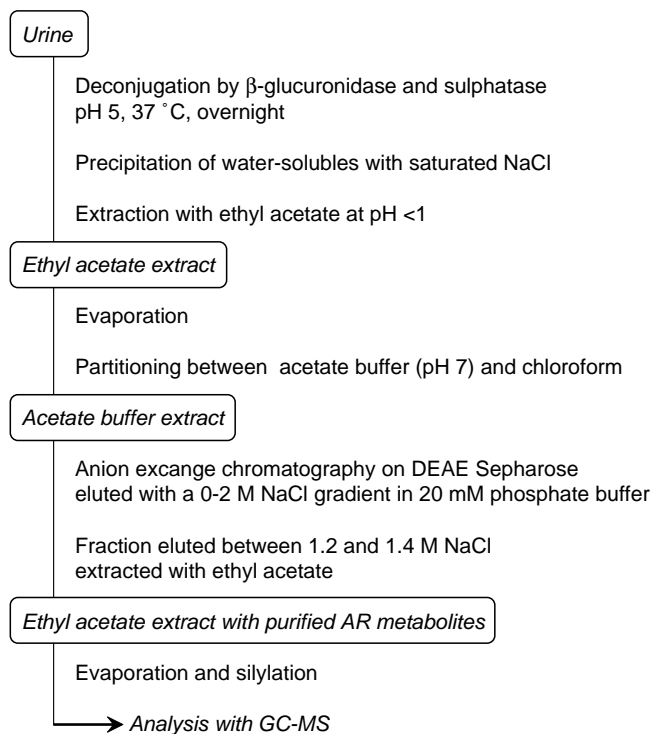 Urine
Deconjugation by β-glucuronidase and sulphatase
pH 5, 37 ˚C, overnight
Precipitation of water-solubles with saturated NaCl
Extraction with ethyl acetate at pH <1
Ethyl acetate extract
Evaporation
Partitioning between acetate buffer (pH 7) and chloroform
Acetate buffer extract
Anion excange chromatography on DEAE Sepharose
eluted with a 0-2 M NaCl gradient in 20 mM phosphate buffer
Fraction eluted between 1.2 and 1.4 M NaCl
extracted with ethyl acetate
Ethyl acetate extract with purified AR metabolites
Evaporation and silylation
Analysis with GC-MS